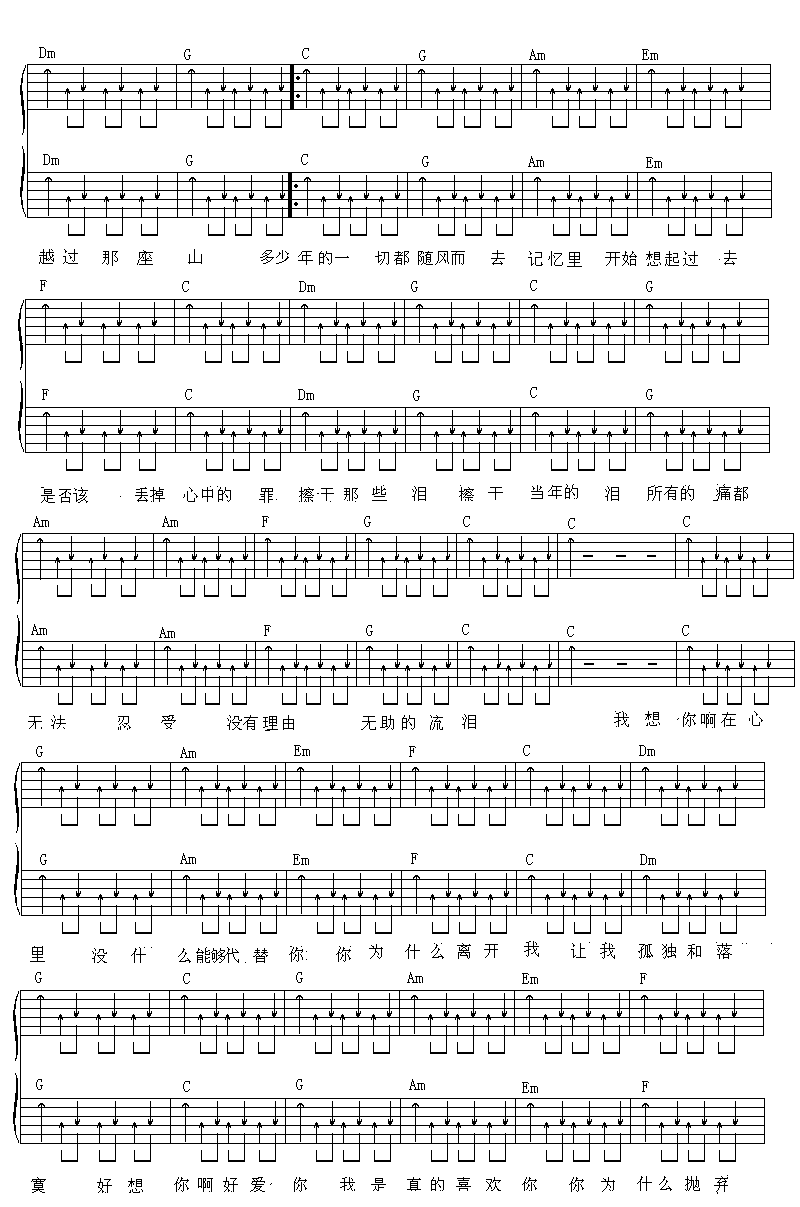 Dm G C G Am Em
Dm G C G Am Em
越过那座山 多少年的一切都随风而去 记忆里 开始想起过去
F C Dm G C G
F C Dm G C G
是否该丢掉心中的罪 擦干那些泪 擦干当年的泪 所有的痛都
Am Am F G C C C
Am Am F G C C C
无法忍受 没有理由 无助的流泪 我想你啊在心
G Am Em F C Dm
G Am Em F C Dm
里 没什么能够代替你 你为什么离开我 让我孤独和落
G C G Am Em F
G C G Am Em F
寞 好想你啊好爱你 我是直的喜欢你 你为什么抛弃